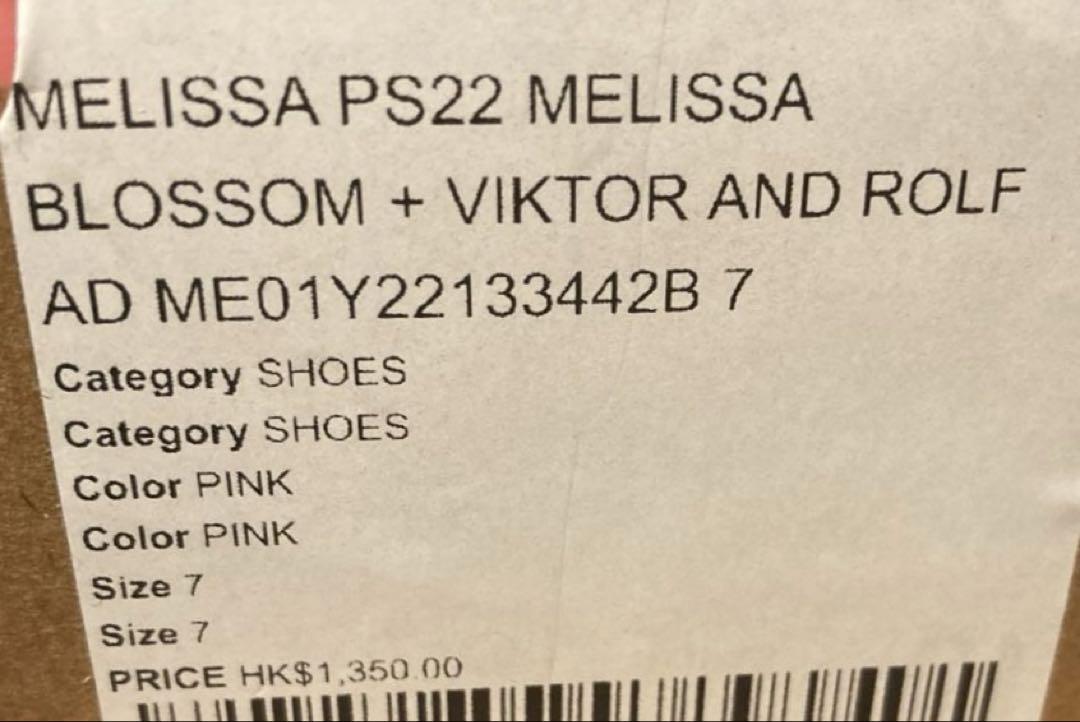 MELISSA PS22 MELISSA
BLOSSOM + VIKTOR AND ROLF
AD ME01Y22133442B 7
Category SHOES
Category SHOES
Color PINK
Color PINK
Size 7
Size 7
PRICE HK$1,350.00